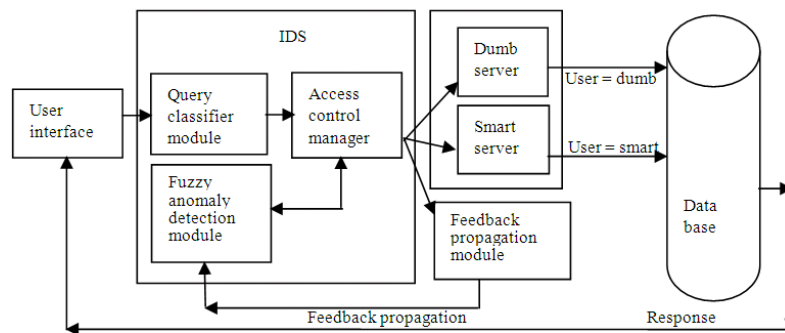 IDS
User
interface
Query
classifier
module
Access
control
manager
Fuzzy
anomaly
detection
module
Dumb
server
Smart
server
User = dumb
User = smart
Feedback
propagation
module
Data
base
Feedback propagation
Response